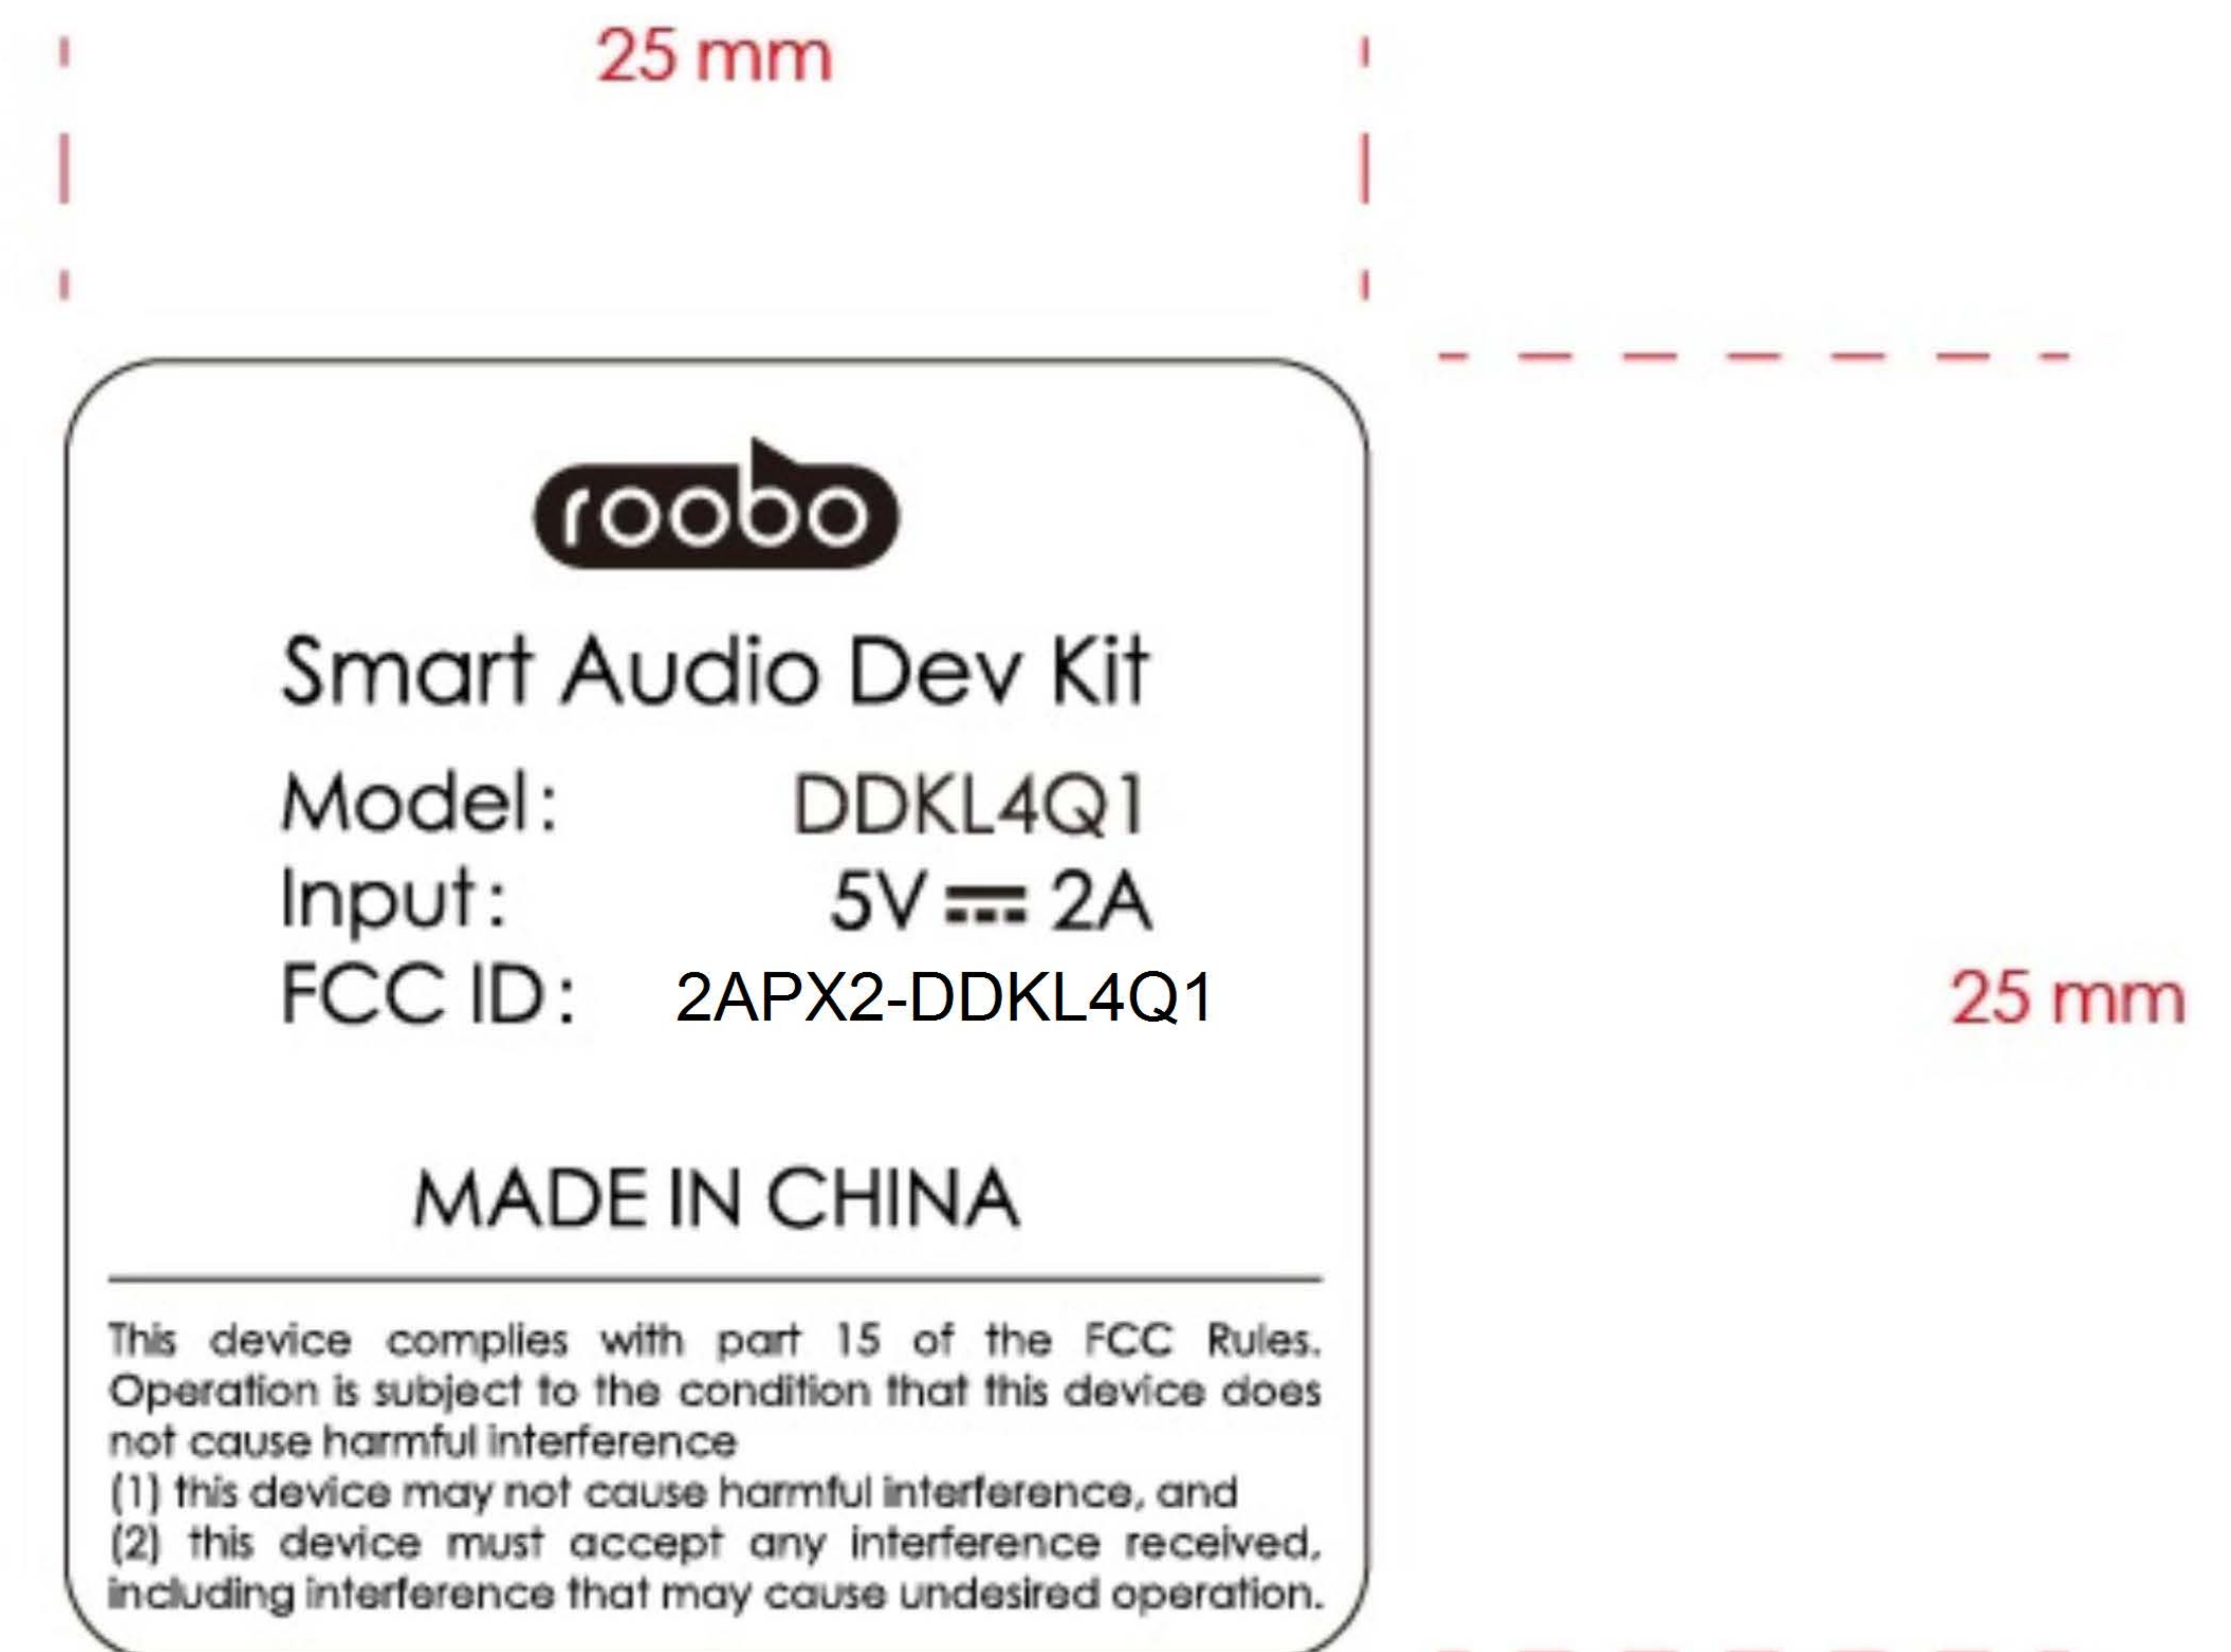 25 mm
roobo
Smart Audio Dev Kit
Model: DDKL4Q1
Input: 5V ⎓ 2A
FCC ID: 2APX2-DDKL4Q1
25 mm
MADE IN CHINA
This device complies with part 15 of the FCC Rules.
Operation is subject to the condition that this device does
not cause harmful interference
(1) this device may not cause harmful interference, and
(2) this device must accept any interference received,
including interference that may cause undesired operation.